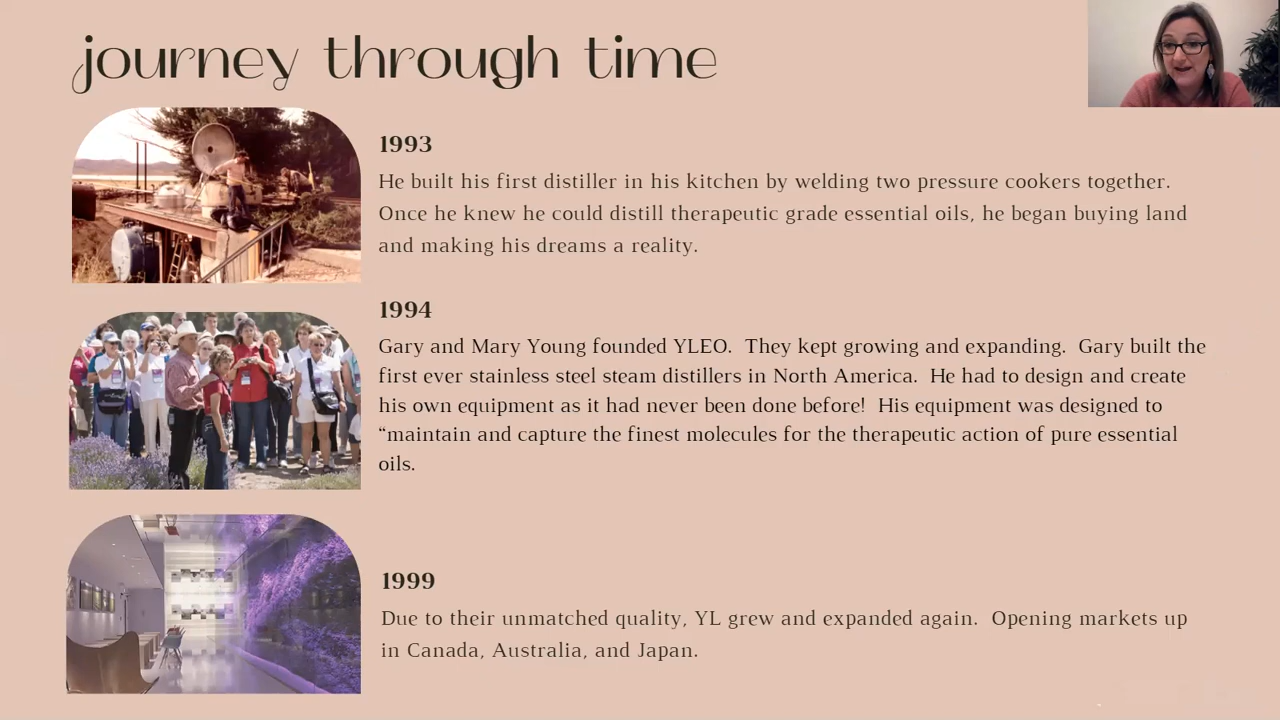 journey through time
1993
He built his first distiller in his kitchen by welding two pressure cookers together.
Once he knew he could distill therapeutic grade essential oils, he began buying land
and making his dreams a reality.
1994
Gary and Mary Young founded YLEO.  They kept growing and expanding.  Gary built the
first ever stainless steel steam distillers in North America.  He had to design and create
his own equipment as it had never been done before!  His equipment was designed to
“maintain and capture the finest molecules for the therapeutic action of pure essential
oils.
1999
Due to their unmatched quality, YL grew and expanded again.  Opening markets up
in Canada, Australia, and Japan.